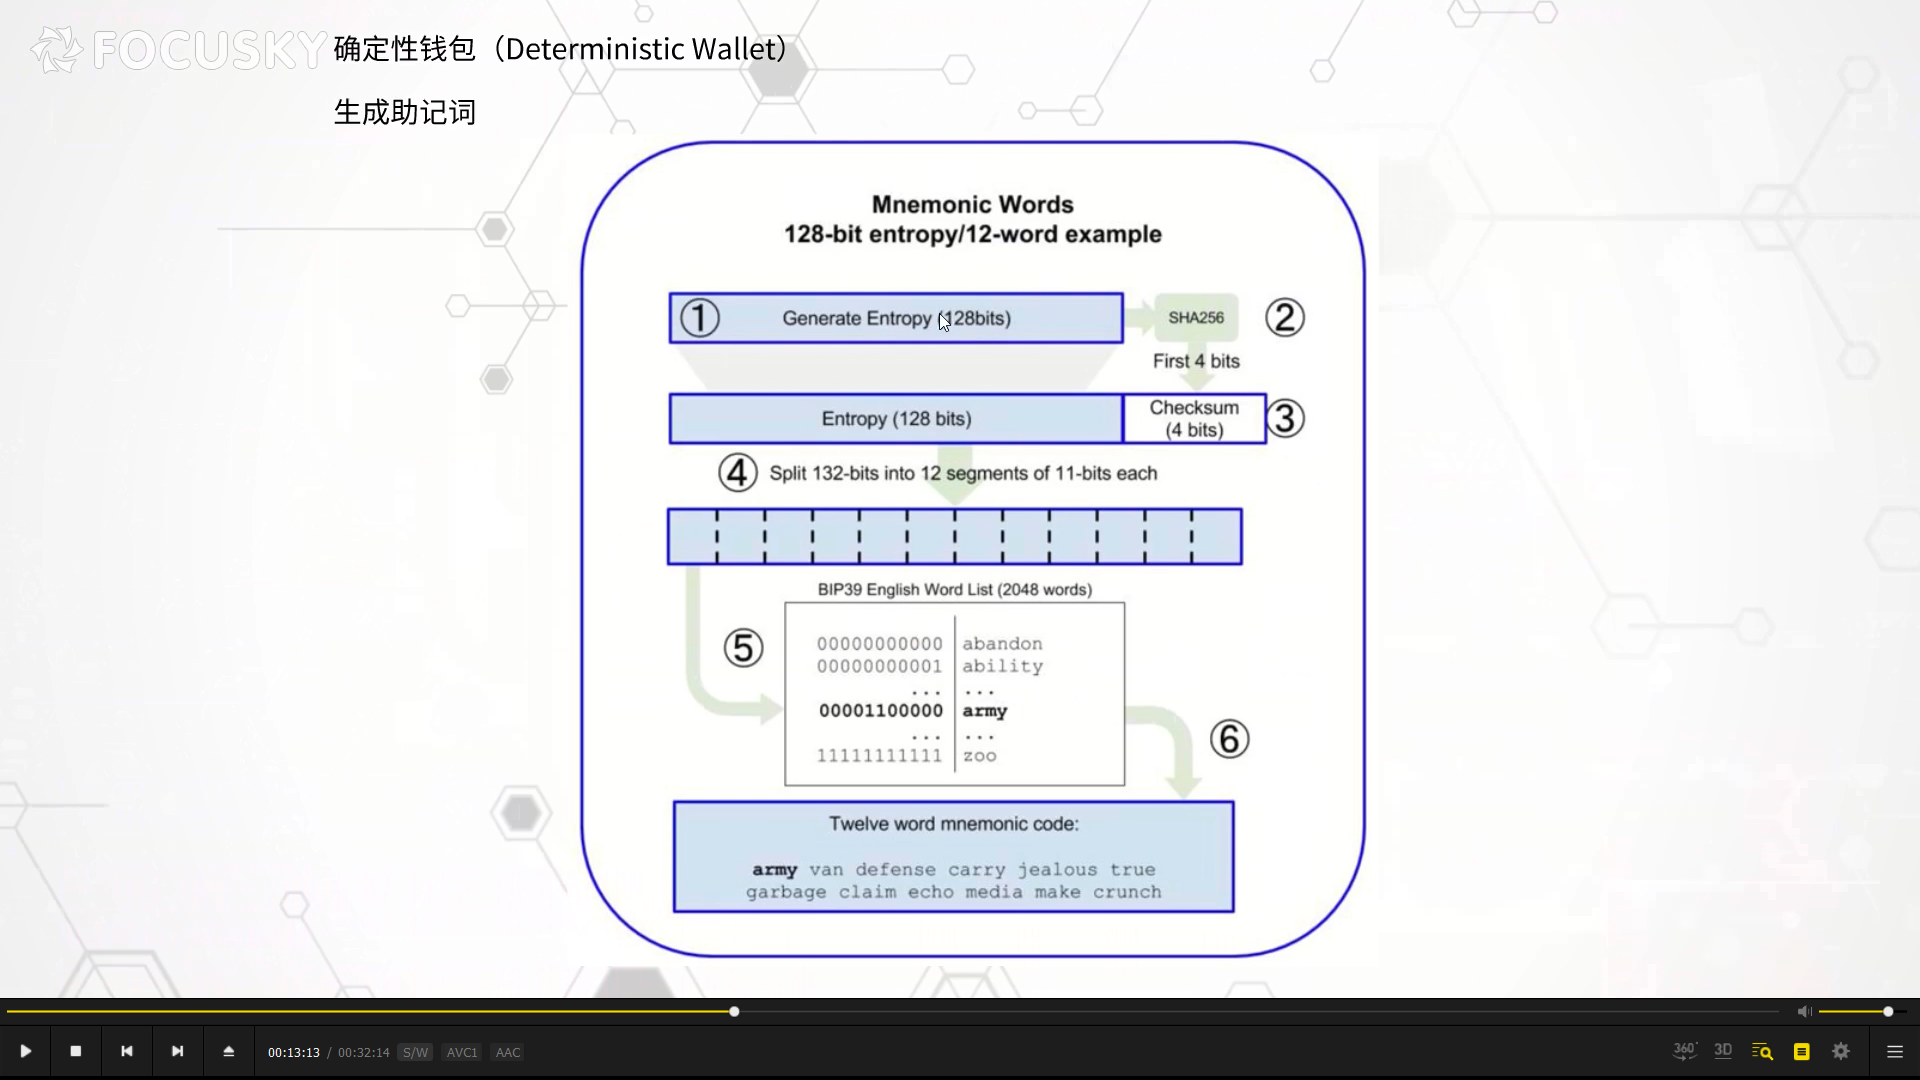 FOCUSKY
确定性钱包（Deterministic Wallet）
生成助记词
Mnemonic Words
128-bit entropy/12-word example
① Generate Entropy (128bits)
SHA256 ②
First 4 bits
Entropy (128 bits)
Checksum
(4 bits) ③
④ Split 132-bits into 12 segments of 11-bits each
BIP39 English Word List (2048 words)
⑤
00000000000 abandon
00000000001 ability
... ...
00001100000 army
... ...
11111111111 zoo
⑥
Twelve word mnemonic code:
army van defense carry jealous true
garbage claim echo media make crunch
00:13:13 / 00:32:14 S/W AVC1 AAC
360° 3D